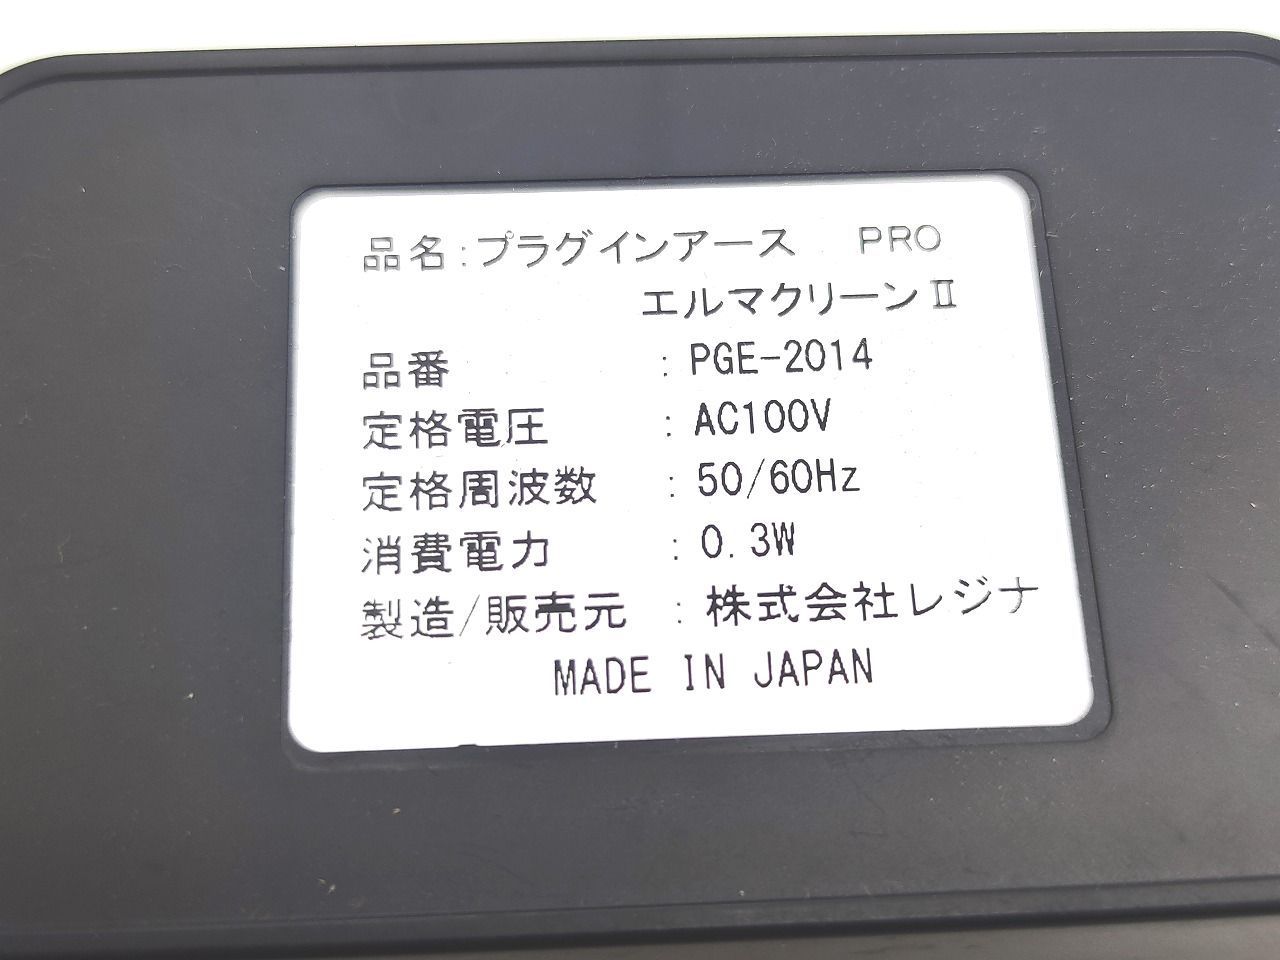 品名:プラグインアース　PRO
エルマクリーンⅡ
品番　:PGE-2014
定格電圧　:AC100V
定格周波数　:50/60Hz
消費電力　:0.3W
製造/販売元　:株式会社レジナ
MADE IN JAPAN